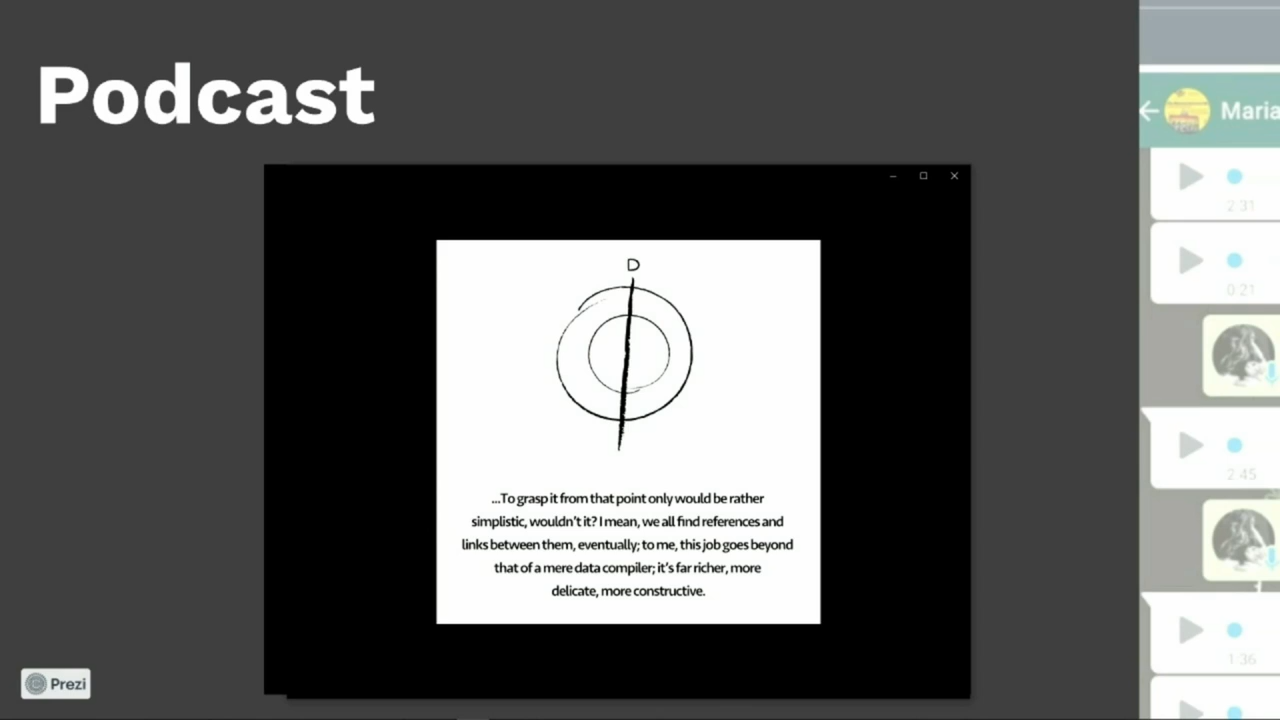 Podcast
D
...To grasp it from that point only would be rather
simplistic, wouldn't it? I mean, we all find references and
links between them, eventually; to me, this job goes beyond
that of a mere data compiler; it's far richer, more
delicate, more constructive.
Prezi
Maria
2:31
0:21
2:45
1:36